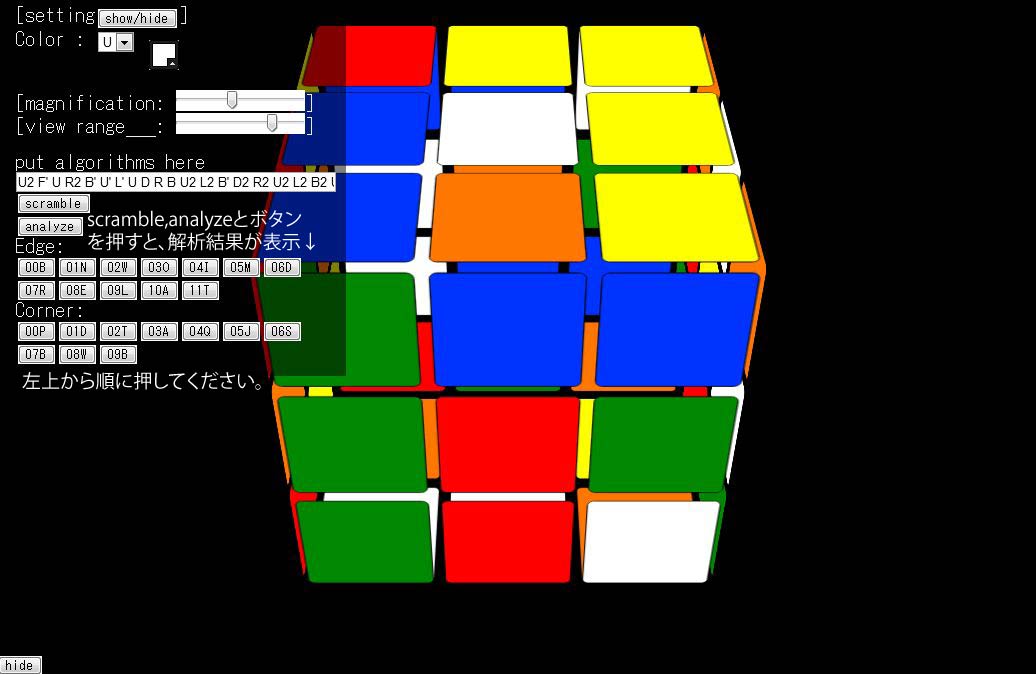 [setting show/hide ]
Color : U
[magnification: ]
[view range___: ]
put algorithms here
U2 F' U R2 B' U' L' U D R B U2 L2 B' D2 R2 U2 L2 B2
scramble
analyze
scramble,analyzeとボタン
を押すと、解析結果が表示↓
Edge:
00B 01N 02W 03O 04I 05M 06D
07R 08E 09L 10A 11T
Corner:
00P 01D 02T 03A 04Q 05J 06S
07B 08W 09B
左上から順に押してください。
hide